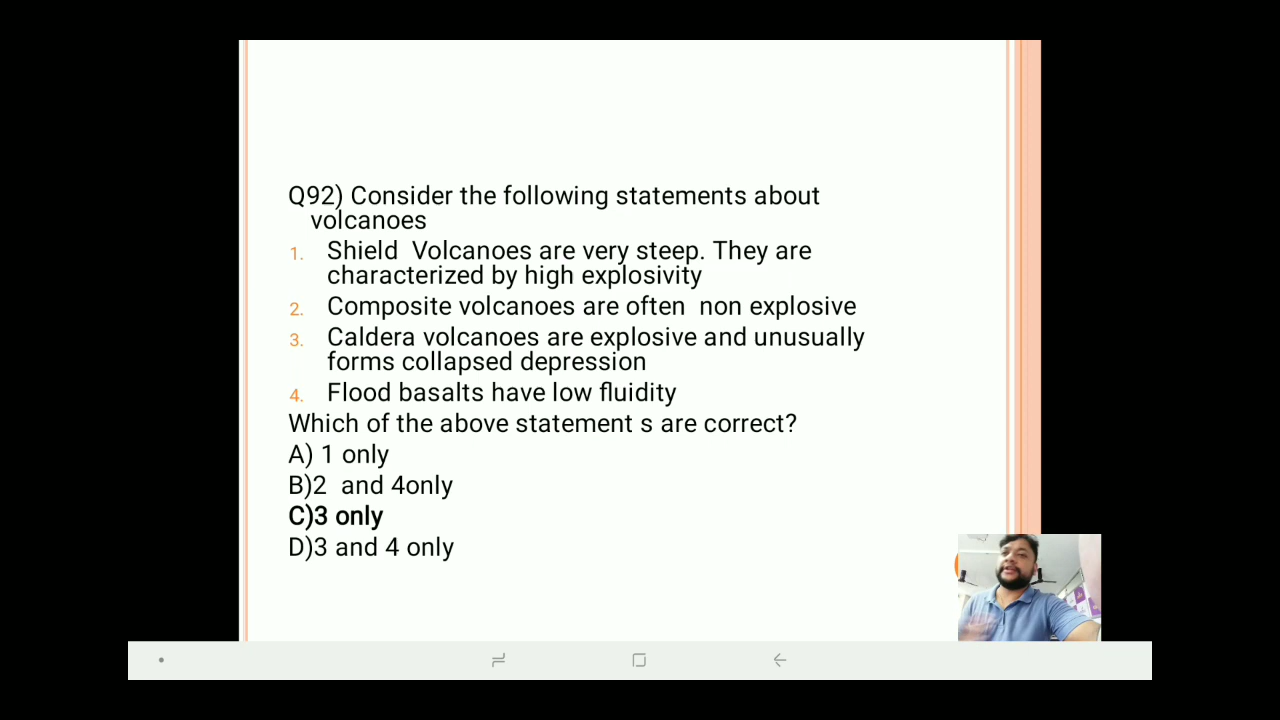 Q92) Consider the following statements about
volcanoes
1. Shield Volcanoes are very steep. They are
characterized by high explosivity
2. Composite volcanoes are often non explosive
3. Caldera volcanoes are explosive and unusually
forms collapsed depression
4. Flood basalts have low fluidity
Which of the above statement s are correct?
A) 1 only
B)2 and 4only
C)3 only
D)3 and 4 only